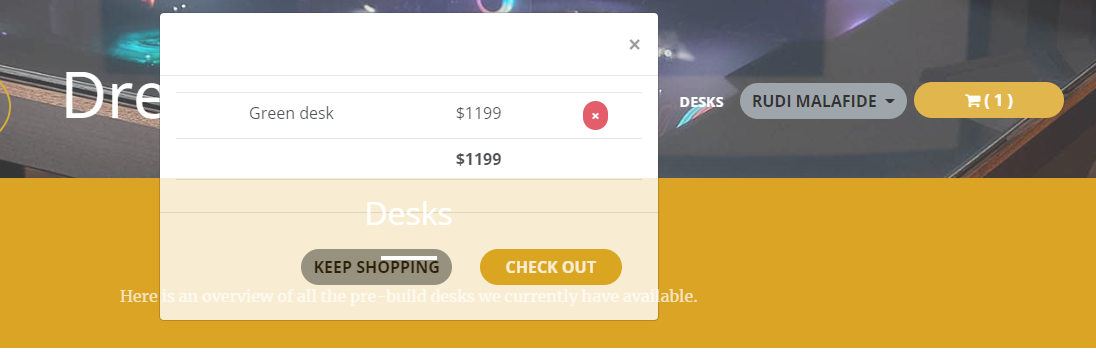 ×
Dre
DESKS
RUDI MALAFIDE
( 1 )
Green desk $1199 ×
$1199
Desks
KEEP SHOPPING
CHECK OUT
Here is an overview of all the pre-build desks we currently have available.